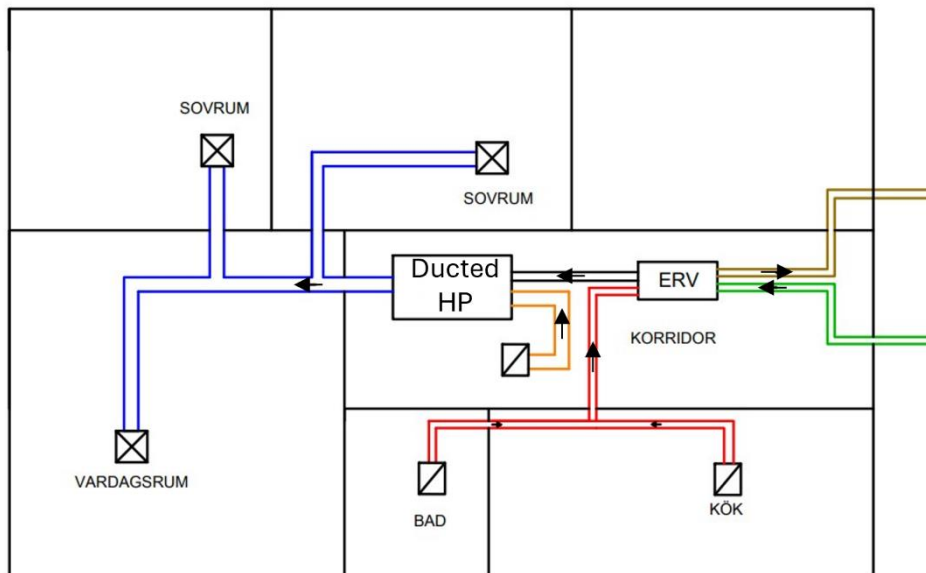 SOVRUM
SOVRUM
Ducted
HP
ERV
KORRIDOR
VARDAGSRUM
BAD
KÖK